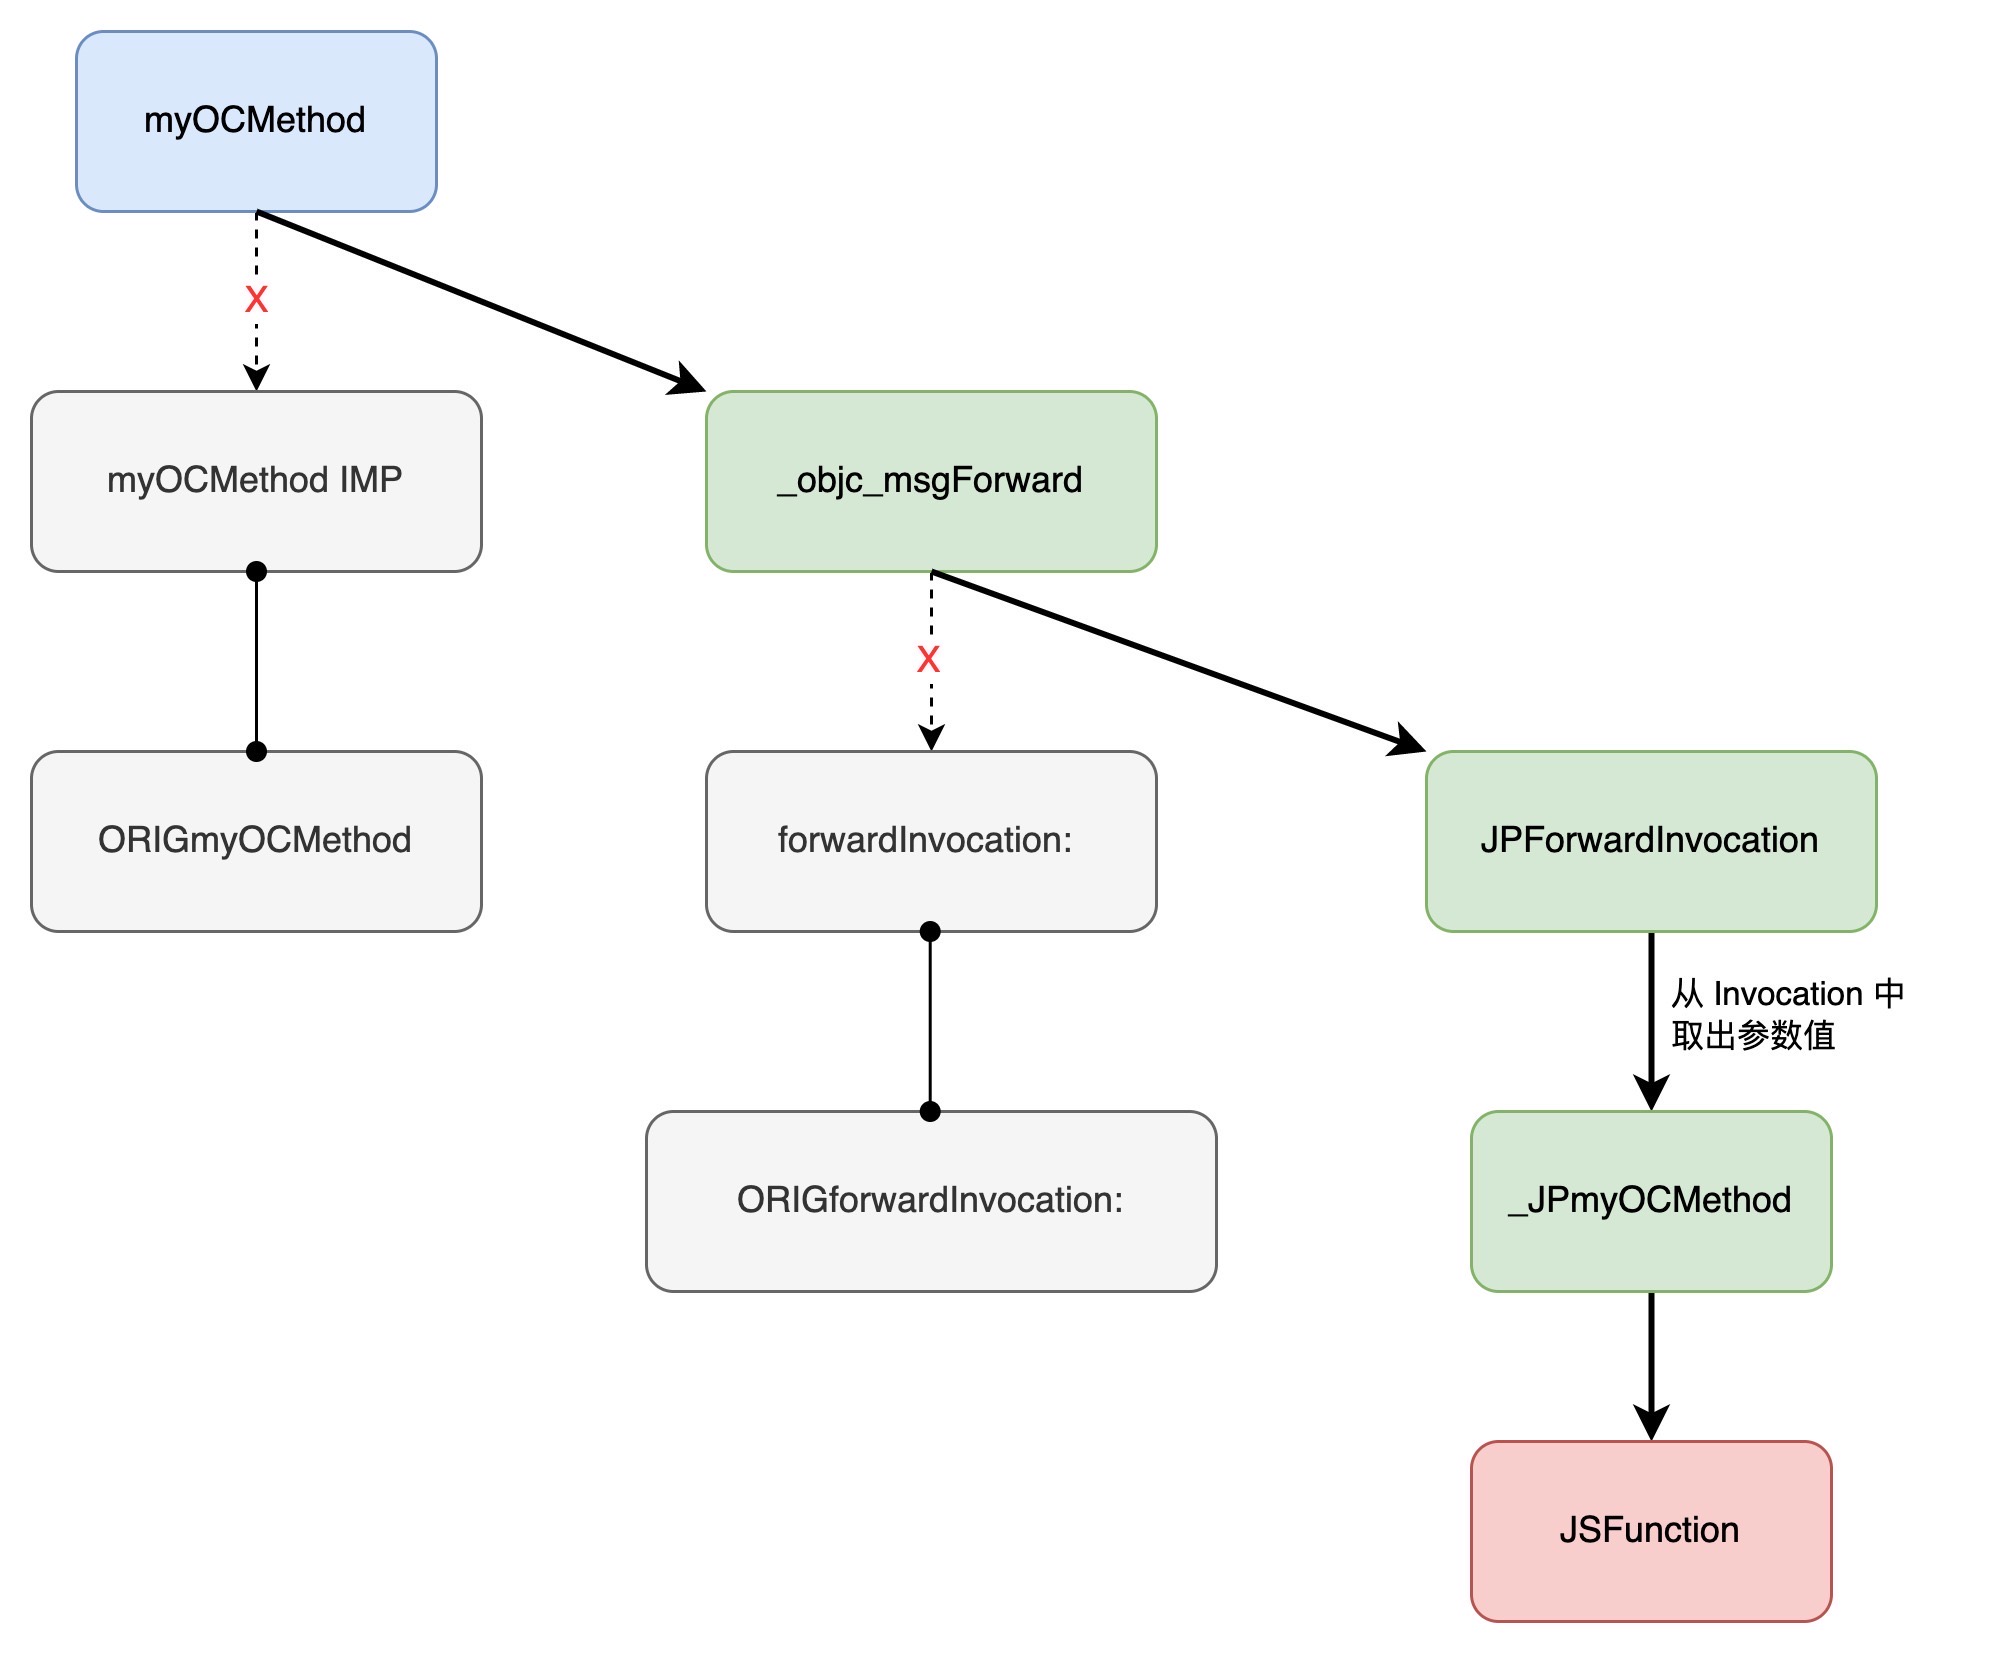 myOCMethod
X
myOCMethod IMP
_objc_msgForward
X
ORIGmyOCMethod
forwardInvocation:
JPForwardInvocation
从 Invocation 中
取出参数值
ORIGforwardInvocation:
_JPmyOCMethod
JSFunction